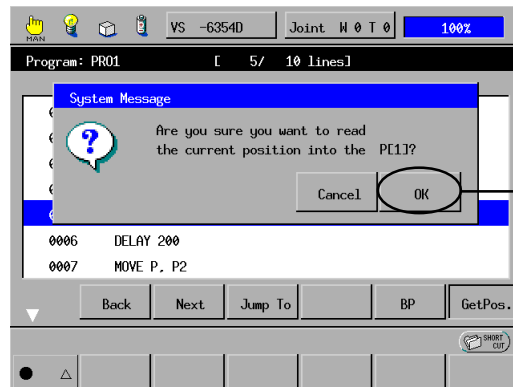 MAN VS -6354D Joint W 0 T 0 100%
Program: PRO1 [ 5/ 10 lines]
System Message
Are you sure you want to read
the current position into the P[1]?
Cancel OK
0006 DELAY 200
0007 MOVE P, P2
Back Next Jump To BP GetPos.
SHORT
CUT